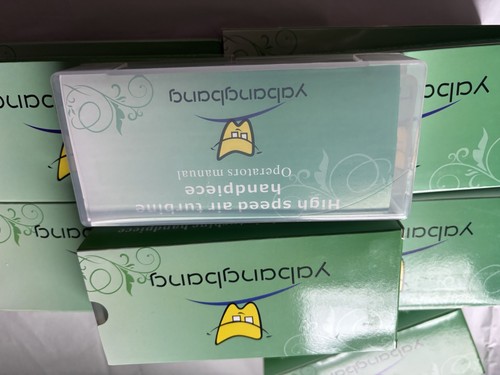 yabangbang
High speed air turbine
handpiece
Operators manual
yabangbang